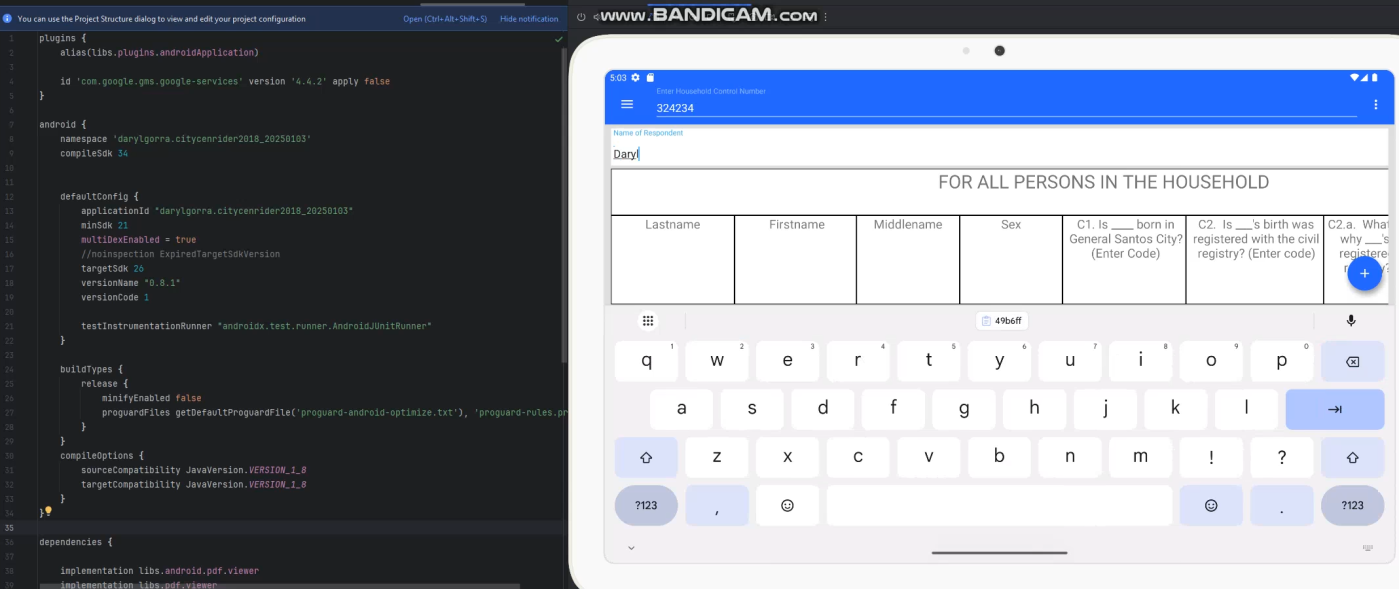 You can use the Project Structure dialog to view and edit your project configuration
Open (Ctrl+Alt+Shift+S) Hide notification
1 plugins {
2 alias(libs.plugins.androidApplication)
3
4 id 'com.google.gms.google-services' version '4.4.2' apply false
5 }
6
7 android {
8 namespace 'darylgorra.citycenrider2018_20250103'
9 compileSdk 34
10
11
12 defaultConfig {
13 applicationId "darylgorra.citycenrider2018_20250103"
14 minSdk 21
15 multiDexEnabled = true
16 //noinspection ExpiredTargetSdkVersion
17 targetSdk 26
18 versionName "0.8.1"
19 versionCode 1
20
21 testInstrumentationRunner "androidx.test.runner.AndroidJUnitRunner"
22 }
23
24 buildTypes {
25 release {
26 minifyEnabled false
27 proguardFiles getDefaultProguardFile('proguard-android-optimize.txt'), 'proguard-rules.pr
28 }
29 }
30 compileOptions {
31 sourceCompatibility JavaVersion.VERSION_1_8
32 targetCompatibility JavaVersion.VERSION_1_8
33 }
34 }
35
36 dependencies {
37
38 implementation libs.android.pdf.viewer
39 implementation libs.pdf.viewer
www.BANDICAM.com
5:03
Enter Household Control Number
324234
Name of Respondent
Daryl
FOR ALL PERSONS IN THE HOUSEHOLD
Lastname
Firstname
Middlename
Sex
C1. Is ____ born in
General Santos City?
(Enter Code)
C2. Is ___'s birth was
registered with the civil
registry? (Enter code)
C2.a. What
why ___'s
+
49b6ff
q 1 w 2 e 3 r 4 t 5 y 6 u 7 i 8 o 9 p 0
a s d f g h j k l
z x c v b n m ! ?
?123 , . ?123